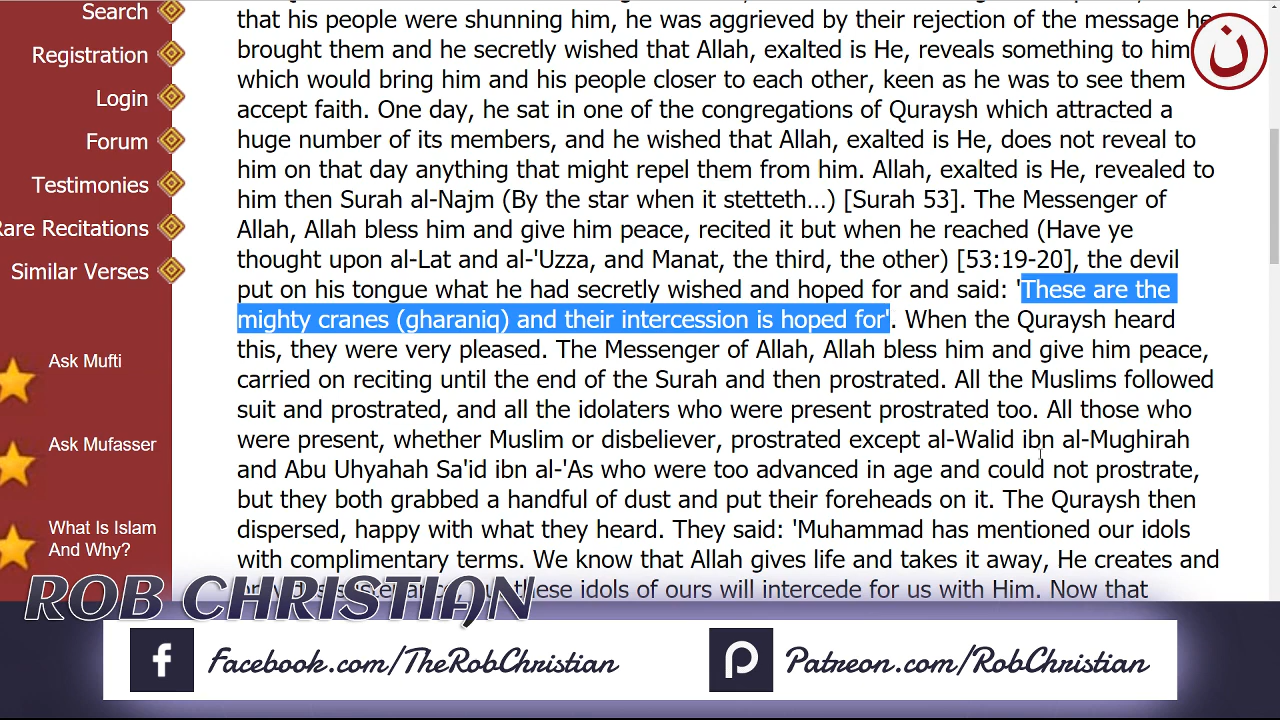 Search
Registration
Login
Forum
Testimonies
Rare Recitations
Similar Verses
Ask Mufti
Ask Mufasser
What Is Islam
And Why?
that his people were shunning him, he was aggrieved by their rejection of the message he
brought them and he secretly wished that Allah, exalted is He, reveals something to him
which would bring him and his people closer to each other, keen as he was to see them
accept faith. One day, he sat in one of the congregations of Quraysh which attracted a
huge number of its members, and he wished that Allah, exalted is He, does not reveal to
him on that day anything that might repel them from him. Allah, exalted is He, revealed to
him then Surah al-Najm (By the star when it stetteth…) [Surah 53]. The Messenger of
Allah, Allah bless him and give him peace, recited it but when he reached (Have ye
thought upon al-Lat and al-'Uzza, and Manat, the third, the other) [53:19-20], the devil
put on his tongue what he had secretly wished and hoped for and said: 'These are the
mighty cranes (gharaniq) and their intercession is hoped for'. When the Quraysh heard
this, they were very pleased. The Messenger of Allah, Allah bless him and give him peace,
carried on reciting until the end of the Surah and then prostrated. All the Muslims followed
suit and prostrated, and all the idolaters who were present prostrated too. All those who
were present, whether Muslim or disbeliever, prostrated except al-Walid ibn al-Mughirah
and Abu Uhyahah Sa'id ibn al-'As who were too advanced in age and could not prostrate,
but they both grabbed a handful of dust and put their foreheads on it. The Quraysh then
dispersed, happy with what they heard. They said: 'Muhammad has mentioned our idols
with complimentary terms. We know that Allah gives life and takes it away, He creates and
these idols of ours will intercede for us with Him. Now that
ن
ROB CHRISTIAN
f Facebook.com/TheRobChristian
Patreon.com/RobChristian